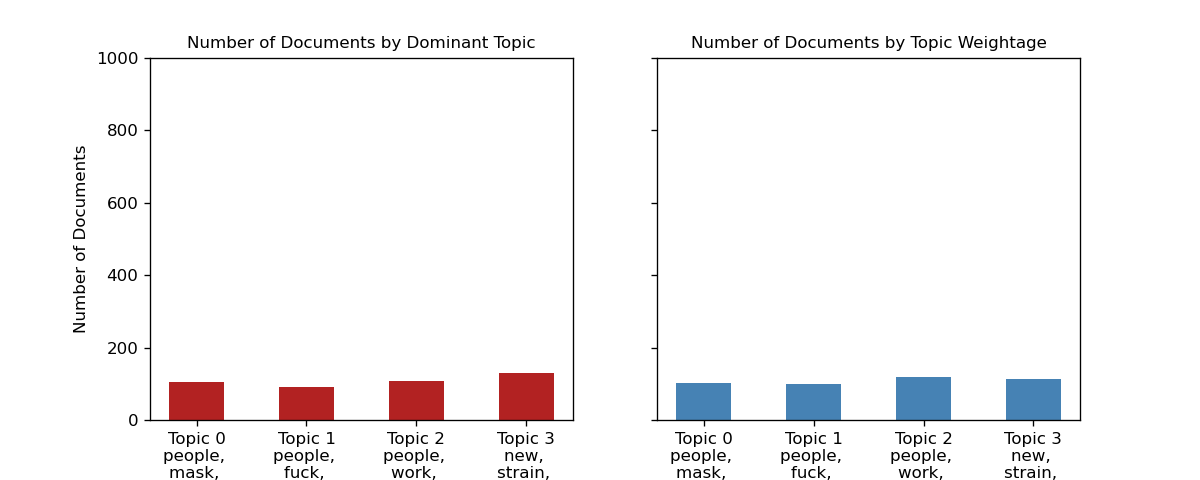 Number of Documents by Dominant Topic
Number of Documents
1000
800
600
400
200
0
Topic 0
people,
mask,
Topic 1
people,
fuck,
Topic 2
people,
work,
Topic 3
new,
strain,
Number of Documents by Topic Weightage
Topic 0
people,
mask,
Topic 1
people,
fuck,
Topic 2
people,
work,
Topic 3
new,
strain,